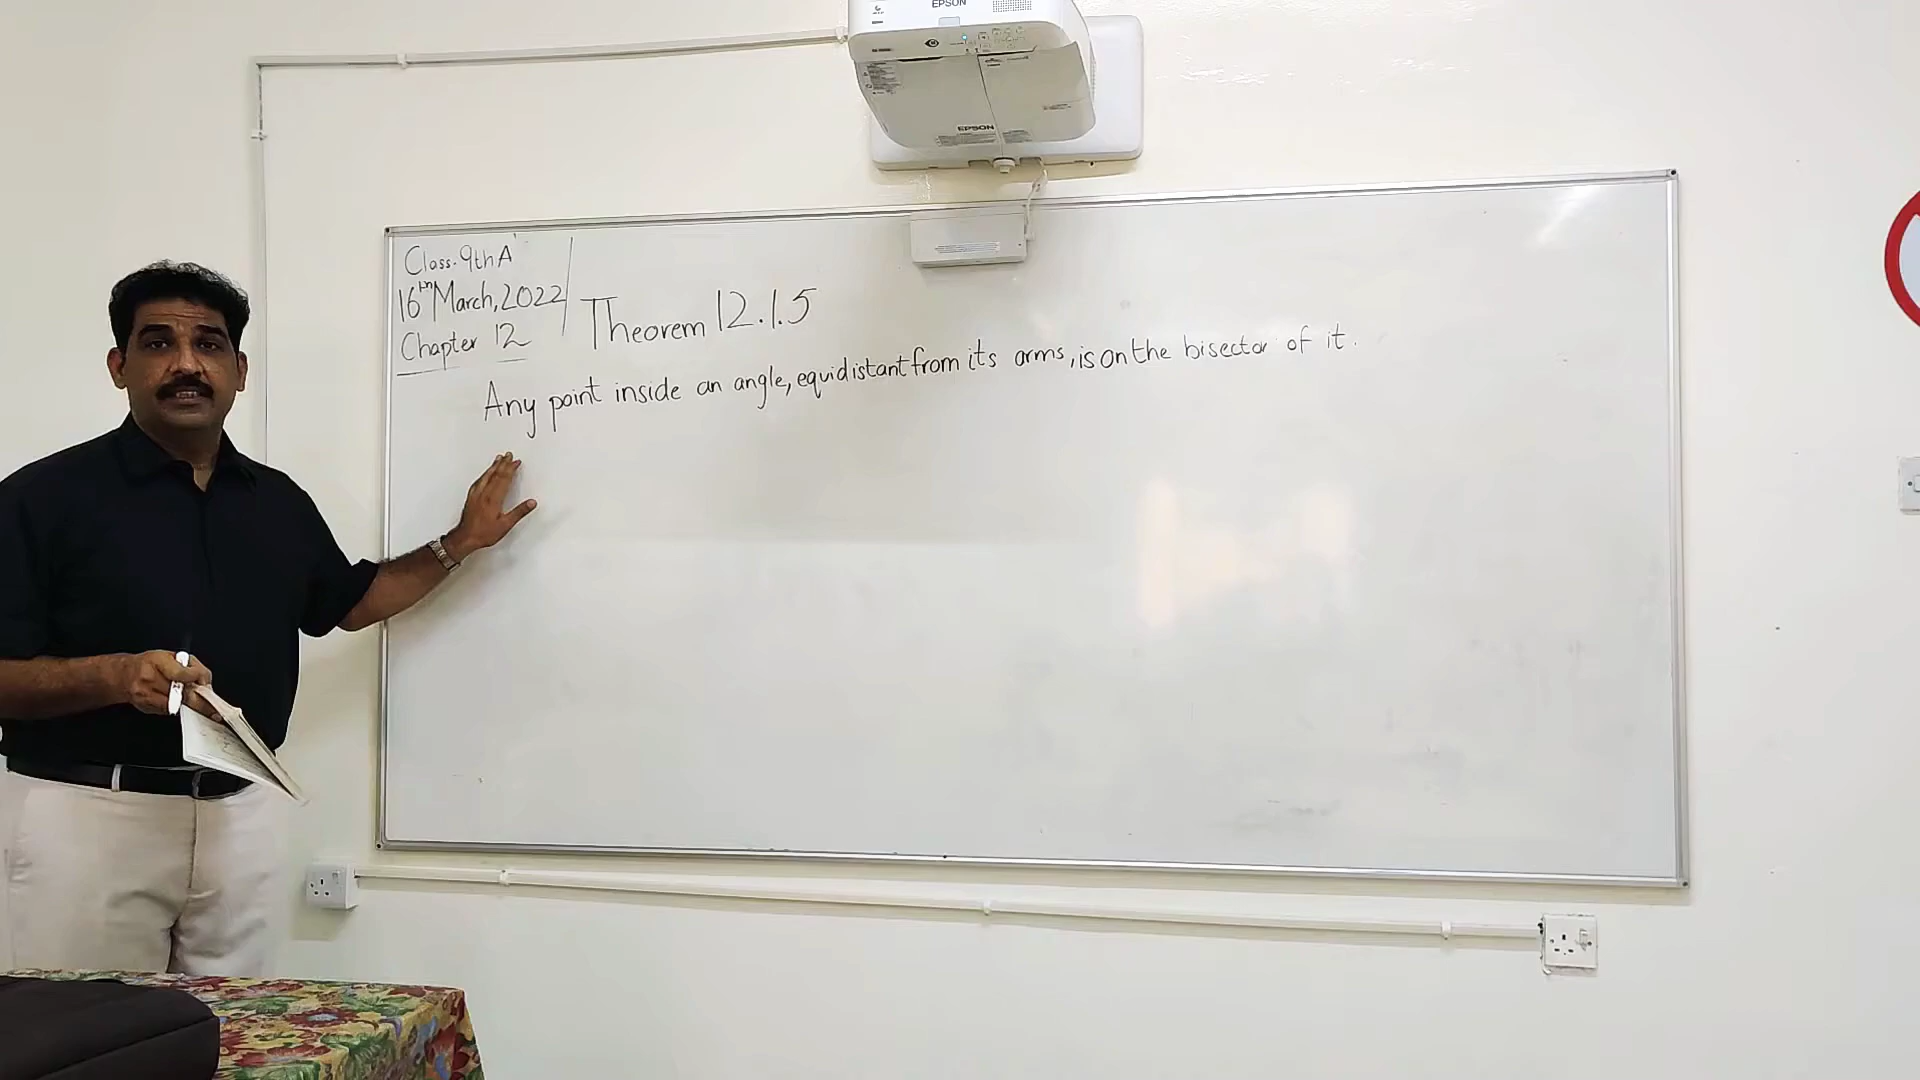 EPSON
EPSON
Class. 9th A
16th March, 2022
Chapter 12
Theorem 12.1.5
Any point inside an angle, equidistant from its arms, is on the bisector of it.